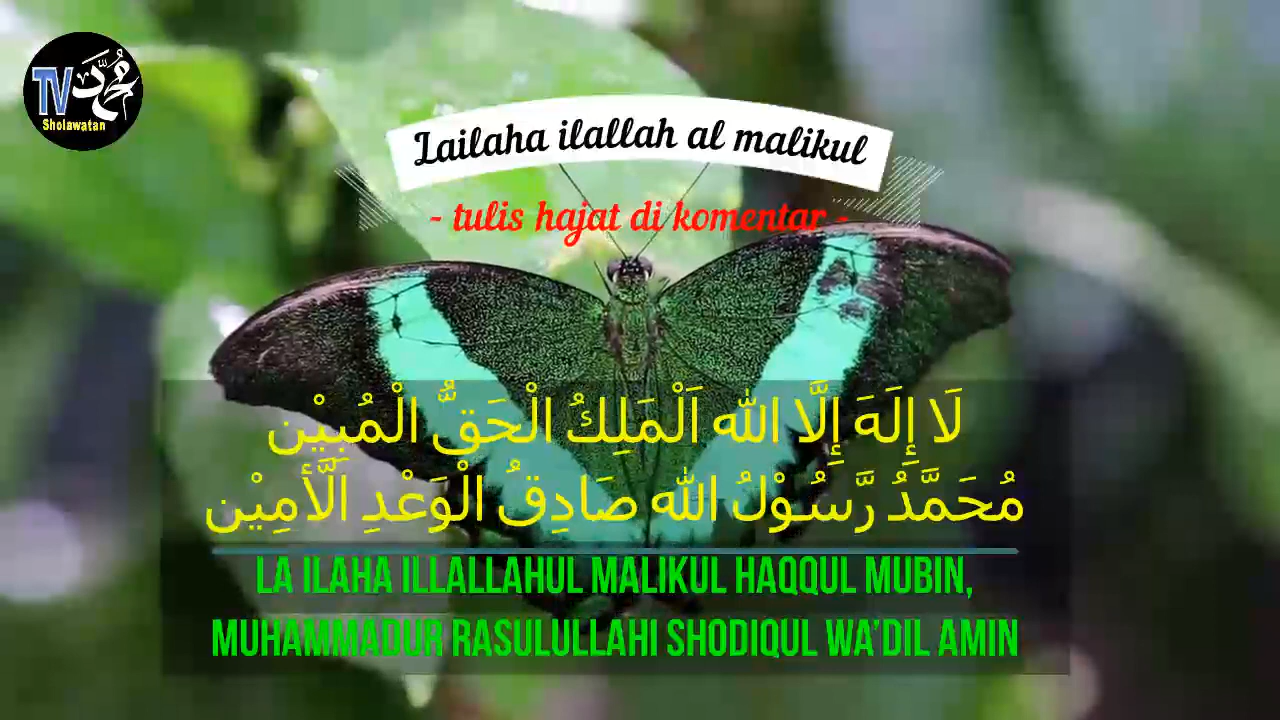 TV محمد
Sholawatan
Lailaha ilallah al malikul
- tulis hajat di komentar -
لَا إِلَهَ إِلَّا الله اَلْمَلِكُ الْحَقُّ الْمُبِيْن
مُحَمَّدُ رَّسُوْلُ الله صَادِقُ الْوَعْدِ الَّأَمِيْن
LA ILAHA ILLALLAHUL MALIKUL HAQQUL MUBIN,
MUHAMMADUR RASULULLAHI SHODIQUL WA'DIL AMIN